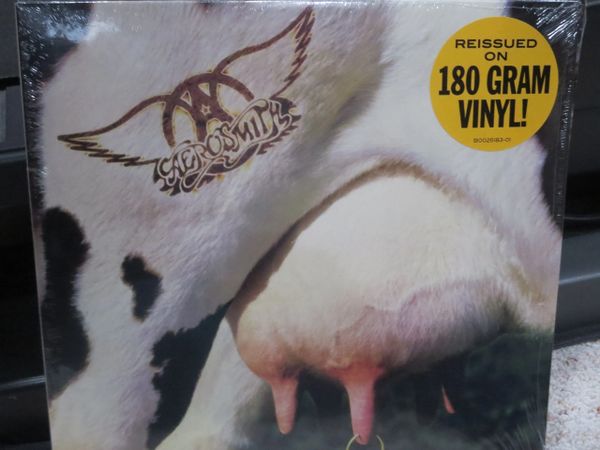 AEROSMITH
REISSUED
ON
180 GRAM
VINYL!